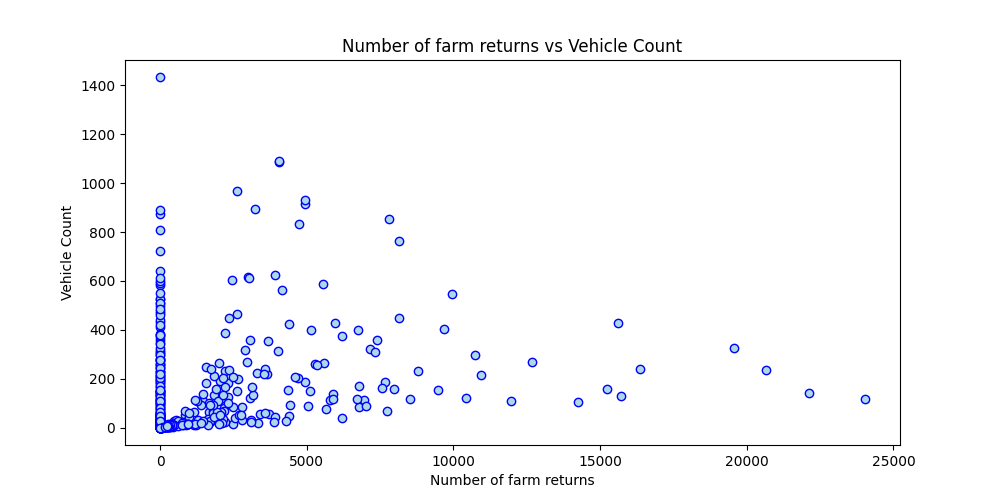 Number of farm returns vs Vehicle Count
1400
1200
1000
800
600
400
200
0
Vehicle Count
0 5000 10000 15000 20000 25000
Number of farm returns